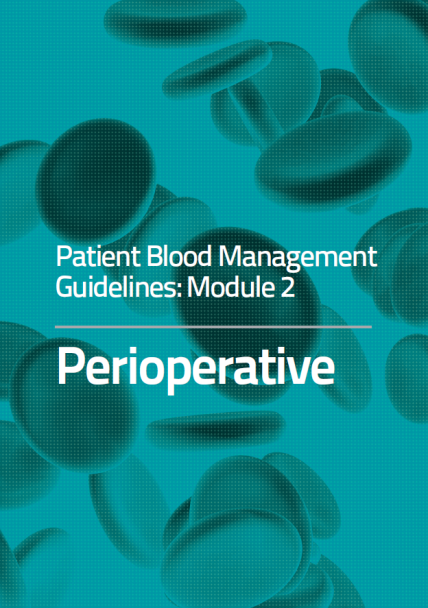 Patient Blood Management
Guidelines: Module 2
Perioperative